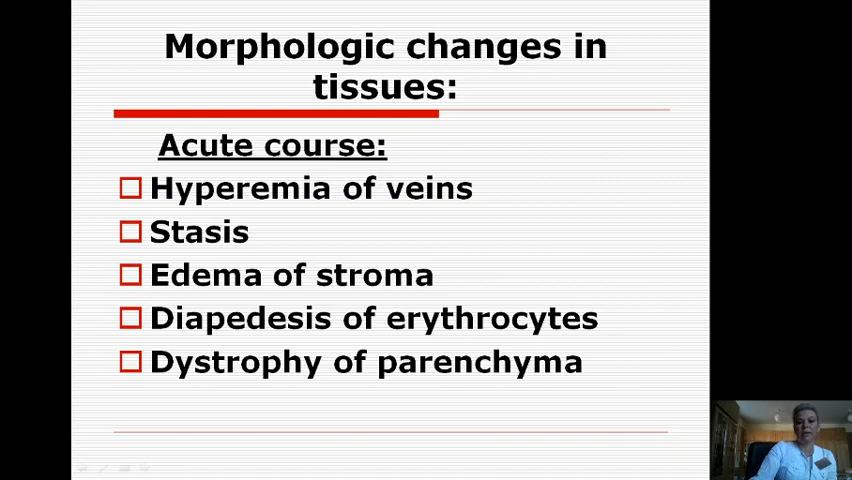 Morphologic changes in
tissues:
Acute course:
Hyperemia of veins
Stasis
Edema of stroma
Diapedesis of erythrocytes
Dystrophy of parenchyma